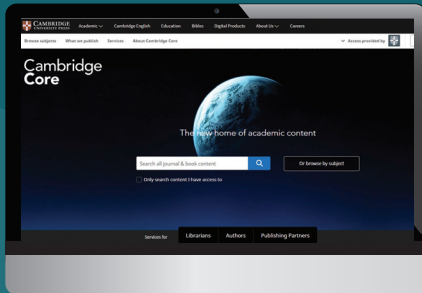 CAMBRIDGE
UNIVERSITY PRESS
Academic Cambridge English Education Bibles Digital Products About Us Careers
Browse subjects What we publish Services About Cambridge Core Access provided by
Cambridge
Core
The new home of academic content
Search all journal & book content
Or browse by subject
Only search content I have access to
Services for Librarians Authors Publishing Partners